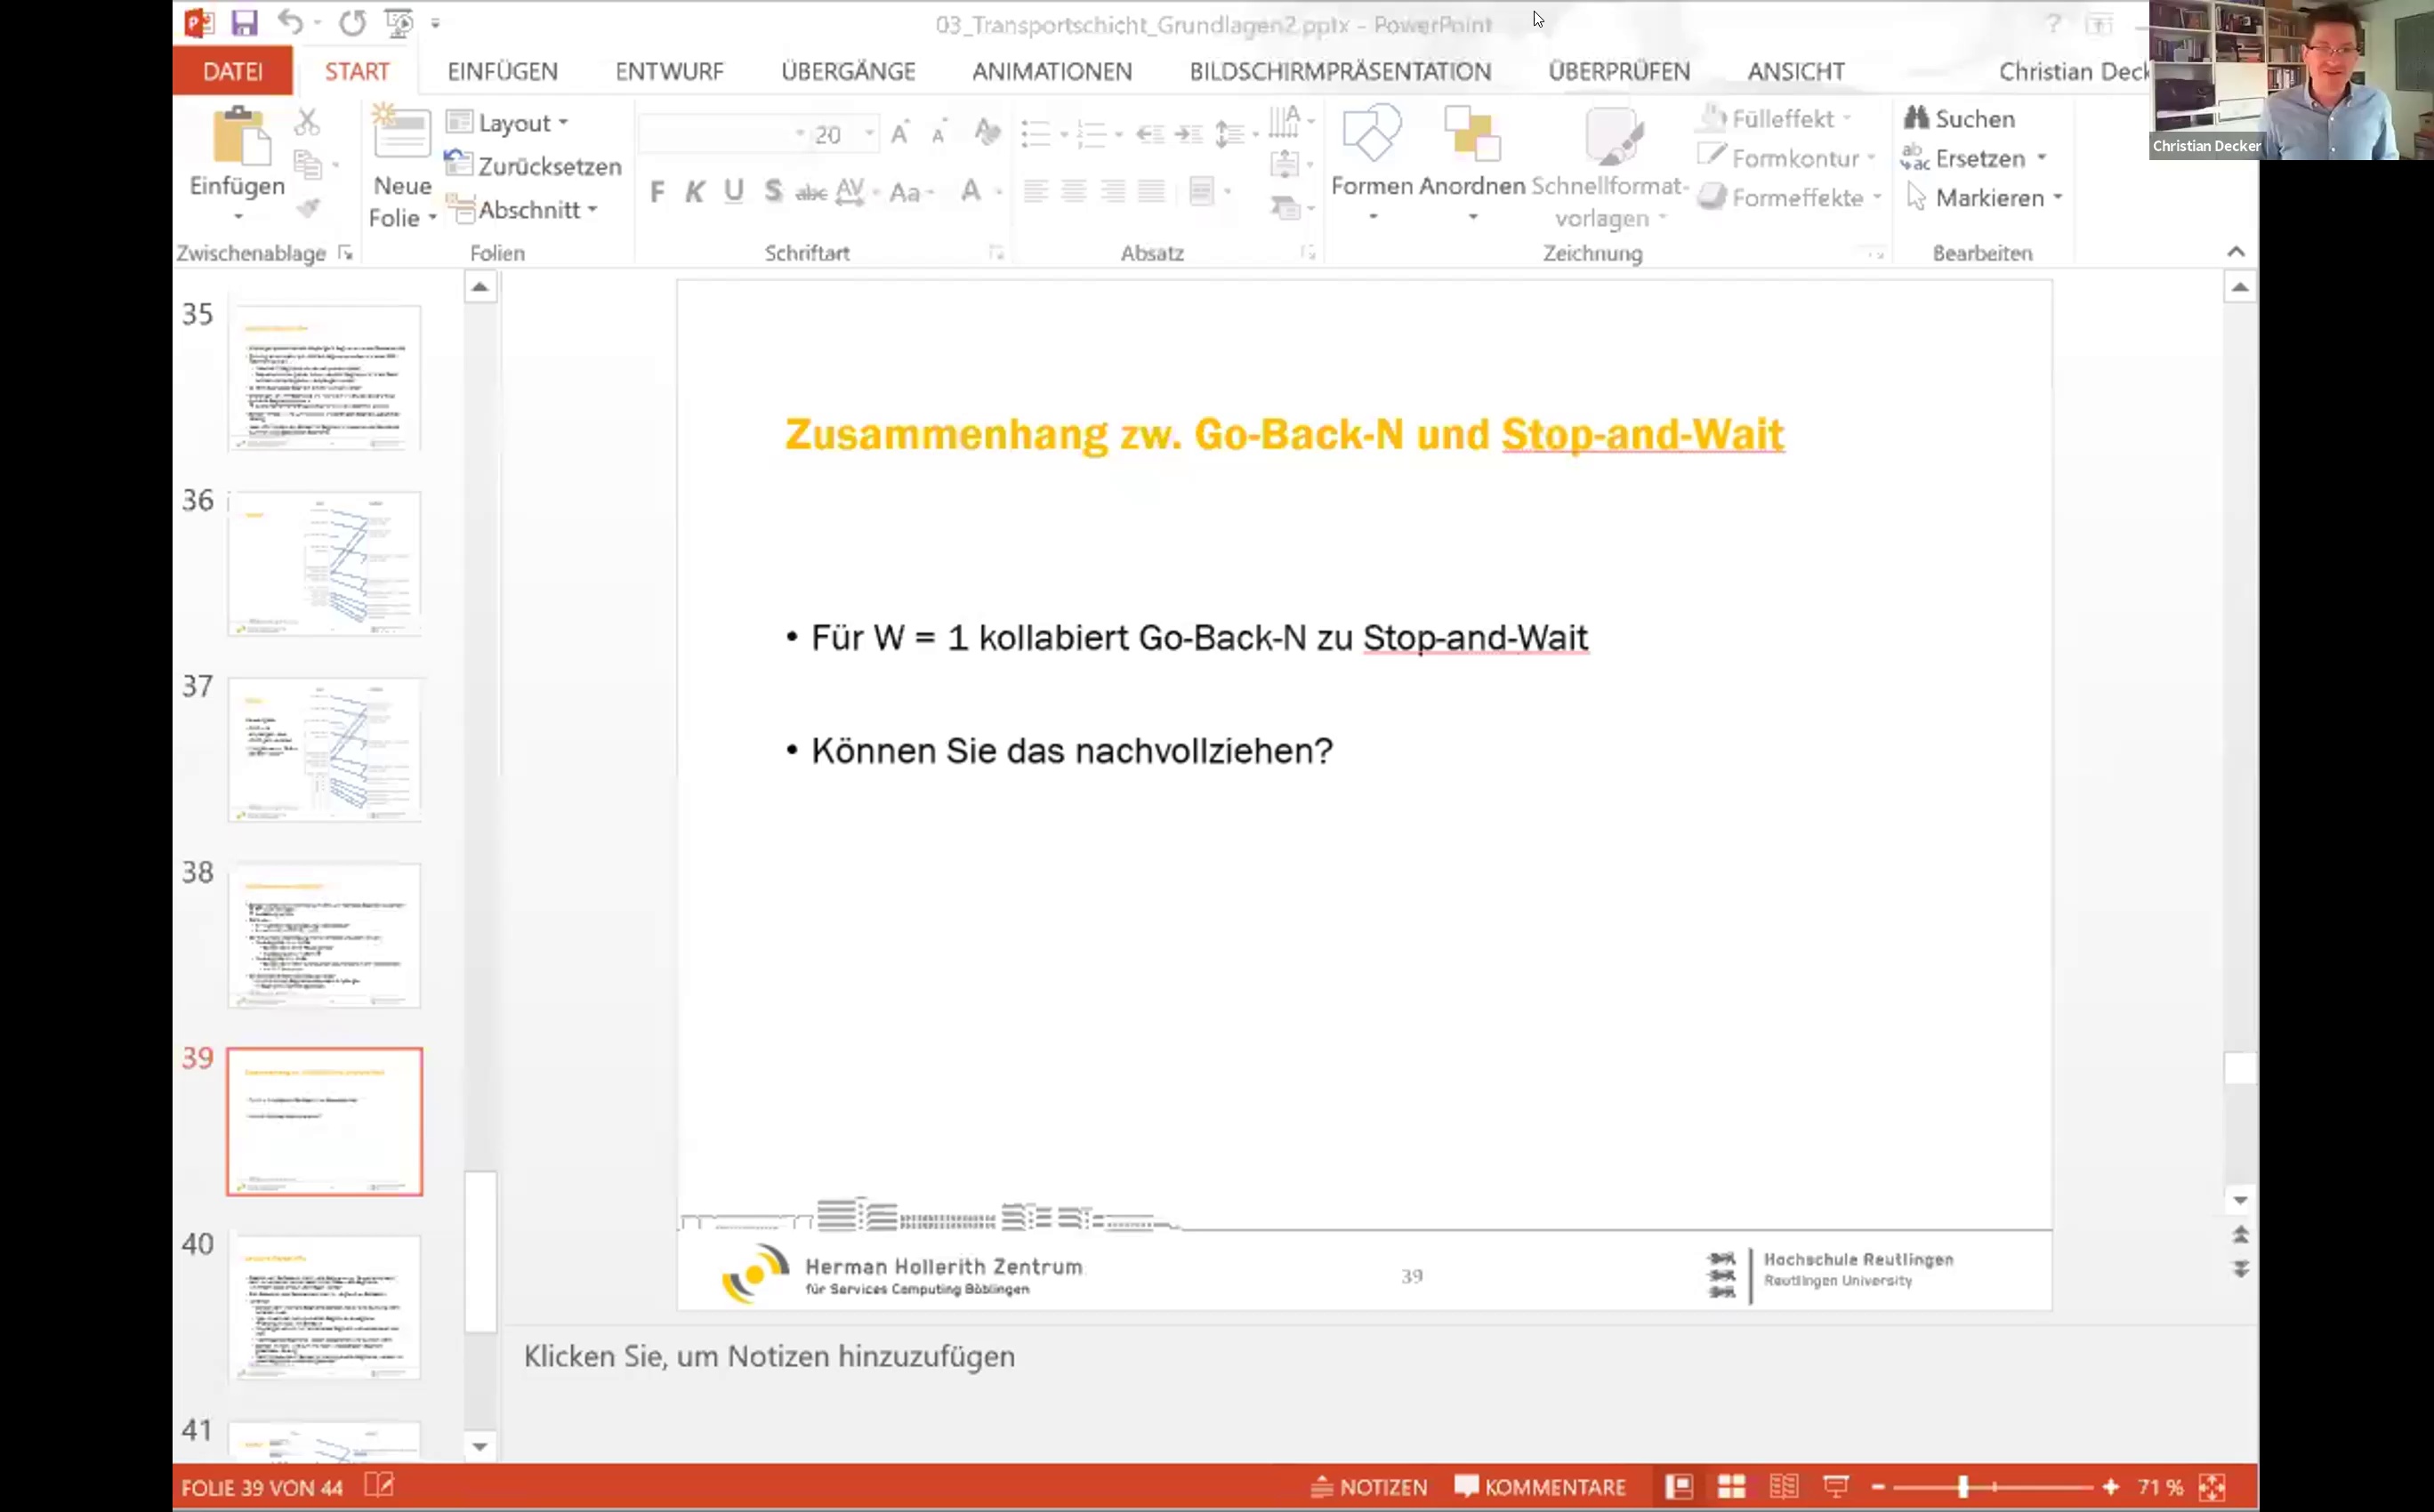 03_Transportschicht_Grundlagen2.pptx - PowerPoint
?
DATEI
START
EINFÜGEN
ENTWURF
ÜBERGÄNGE
ANIMATIONEN
BILDSCHIRMPRÄSENTATION
ÜBERPRÜFEN
ANSICHT
Christian Deck
Christian Decker
Einfügen
Neue
Folie
Layout
Zurücksetzen
Abschnitt
20
F K U S abc AV Aa A
Formen
Anordnen
Schnellformat-
vorlagen
Fülleffekt
Formkontur
Formeffekte
Suchen
Ersetzen
Markieren
Zwischenablage
Folien
Schriftart
Absatz
Zeichnung
Bearbeiten
35
36
37
38
39
40
41
Zusammenhang zw. Go-Back-N und Stop-and-Wait
• Für W = 1 kollabiert Go-Back-N zu Stop-and-Wait
• Können Sie das nachvollziehen?
Herman Hollerith Zentrum
für Services Computing Böblingen
39
Hochschule Reutlingen
Reutlingen University
Klicken Sie, um Notizen hinzuzufügen
FOLIE 39 VON 44
NOTIZEN
KOMMENTARE
71 %